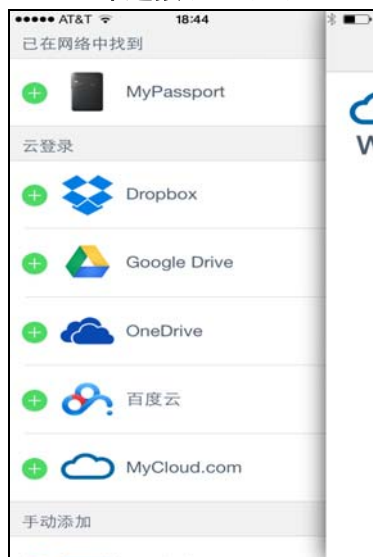 AT&T 18:44
已在网络中找到
MyPassport
云登录
Dropbox
Google Drive
OneDrive
百度云
MyCloud.com
手动添加